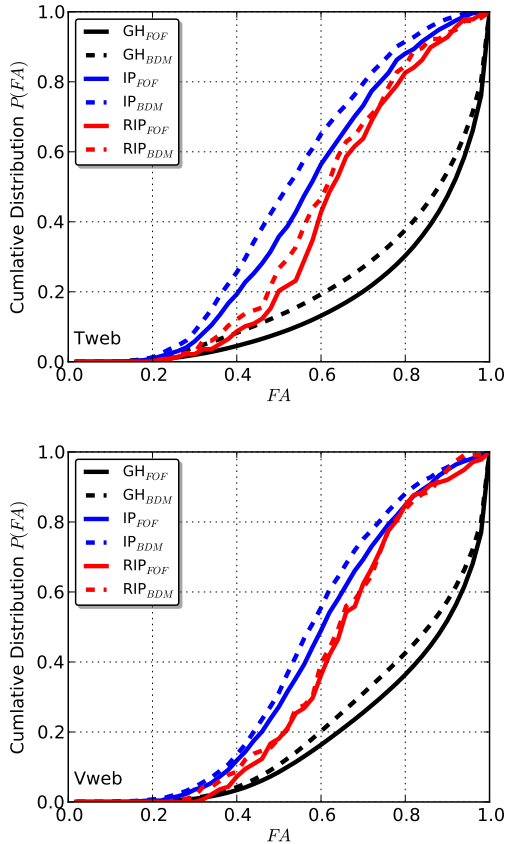 1.0
0.8
0.6
0.4
0.2
0.0
Cumlative Distribution P(FA)
GH_FOF
GH_BDM
IP_FOF
IP_BDM
RIP_FOF
RIP_BDM
Tweb
0.0 0.2 0.4 0.6 0.8 1.0
FA
1.0
0.8
0.6
0.4
0.2
0.0
Cumlative Distribution P(FA)
GH_FOF
GH_BDM
IP_FOF
IP_BDM
RIP_FOF
RIP_BDM
Vweb
0.0 0.2 0.4 0.6 0.8 1.0
FA